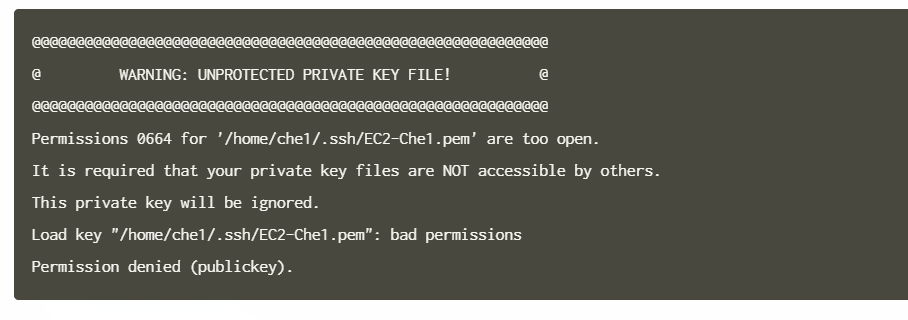 @@@@@@@@@@@@@@@@@@@@@@@@@@@@@@@@@@@@@@@@@@@@@@@@@@@@@@@@@@@
@         WARNING: UNPROTECTED PRIVATE KEY FILE!          @
@@@@@@@@@@@@@@@@@@@@@@@@@@@@@@@@@@@@@@@@@@@@@@@@@@@@@@@@@@@
Permissions 0664 for '/home/che1/.ssh/EC2-Che1.pem' are too open.
It is required that your private key files are NOT accessible by others.
This private key will be ignored.
Load key "/home/che1/.ssh/EC2-Che1.pem": bad permissions
Permission denied (publickey).